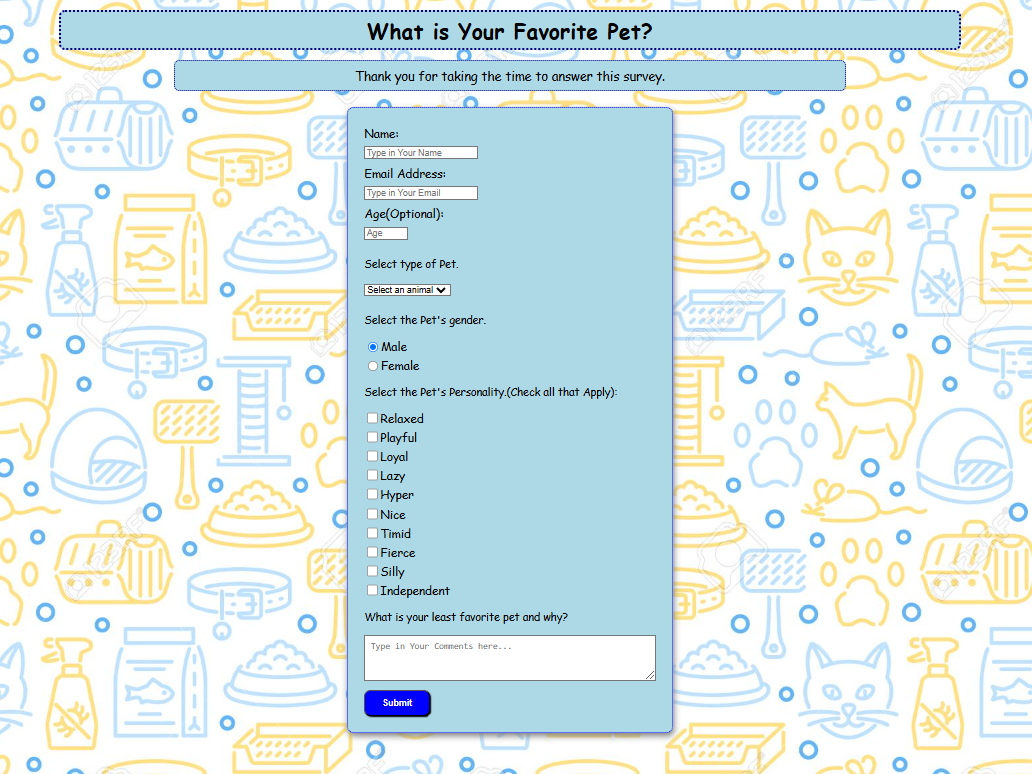 What is Your Favorite Pet?
Thank you for taking the time to answer this survey.
Name:
Type in Your Name
Email Address:
Type in Your Email
Age(Optional):
Age
Select type of Pet.
Select an animal
Select the Pet's gender.
Male
Female
Select the Pet's Personality.(Check all that Apply):
Relaxed
Playful
Loyal
Lazy
Hyper
Nice
Timid
Fierce
Silly
Independent
What is your least favorite pet and why?
Type in Your Comments here...
Submit